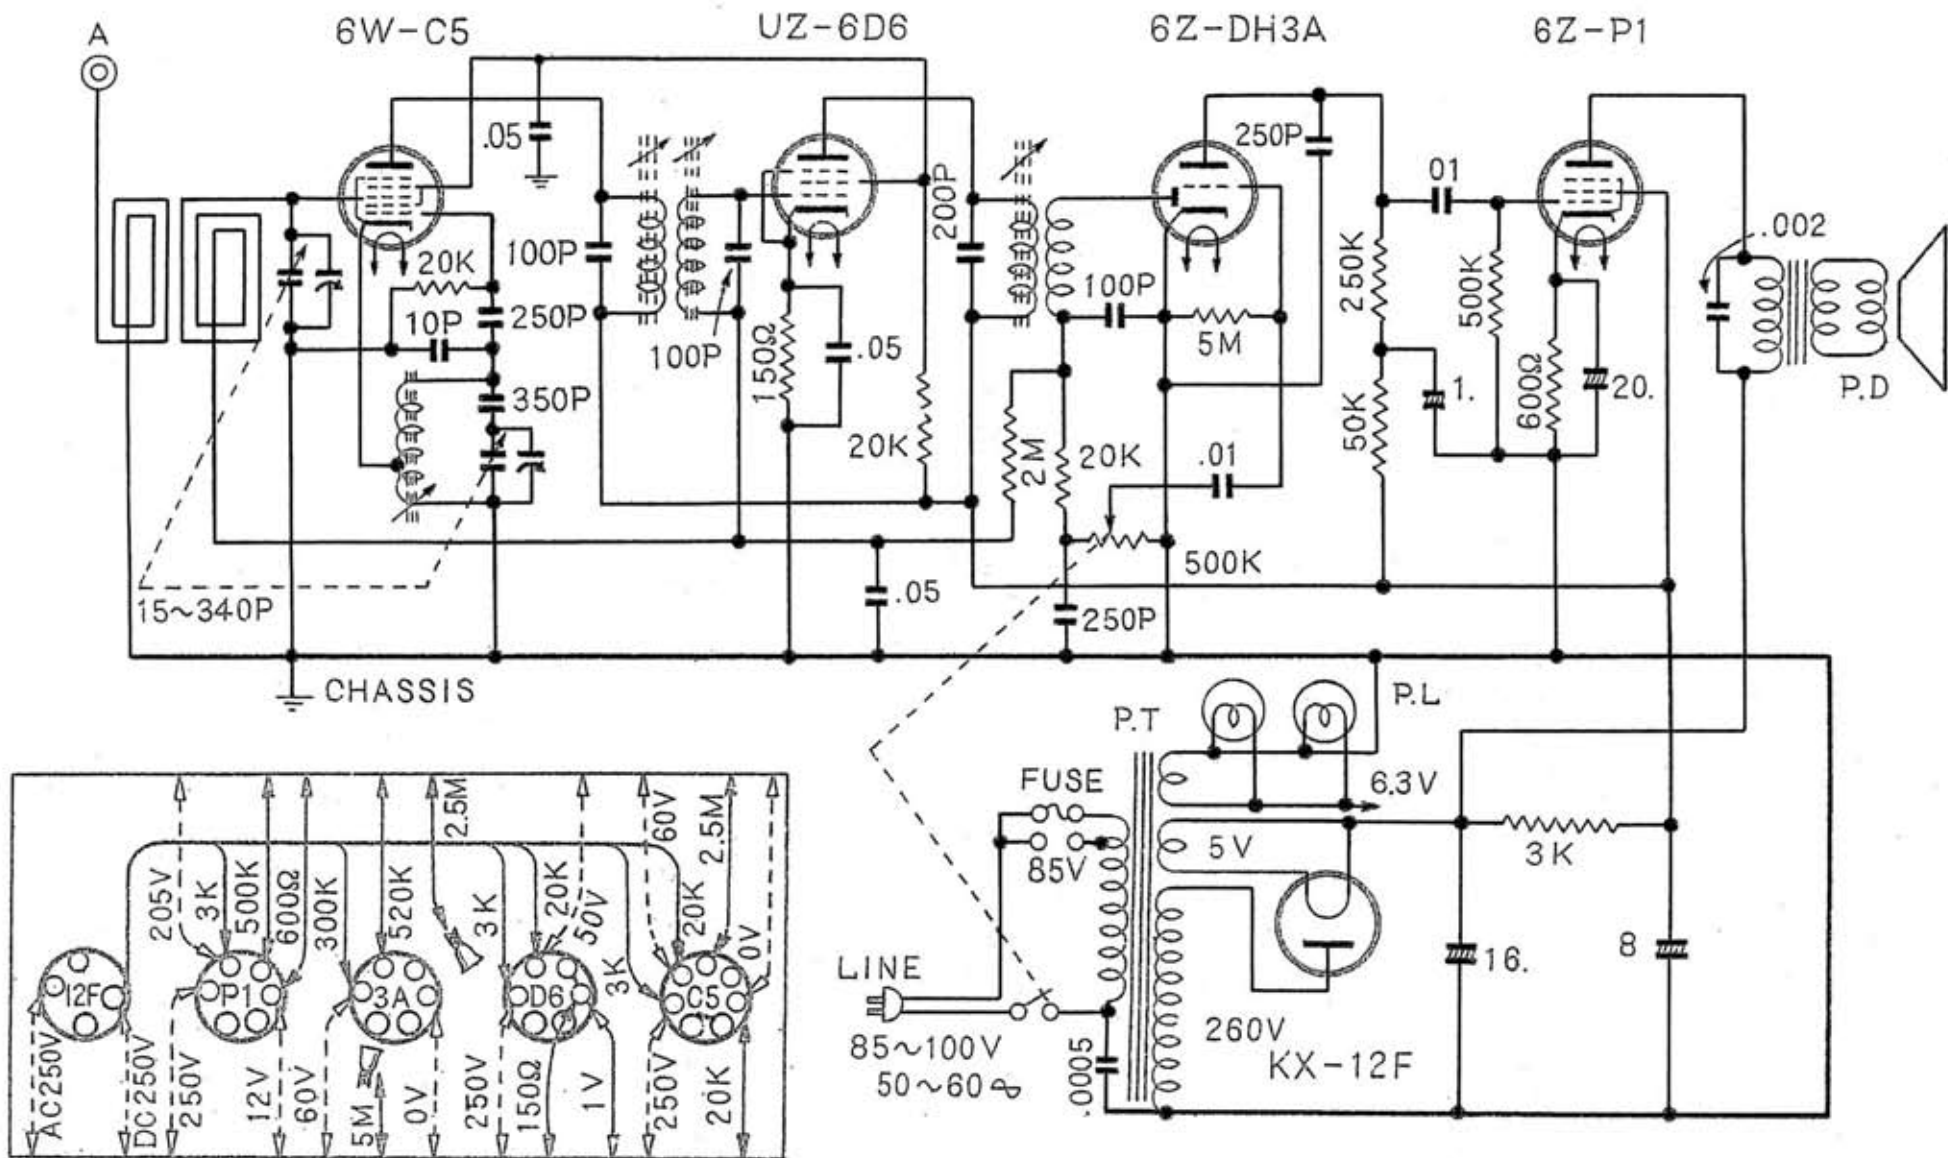 6W-C5
UZ-6D6
6Z-DH3A
6Z-P1
A
.05
250P
01
200P
.002
20K
100P
250K
500K
10P
250P
100P
5M
100P
150Ω
.05
600Ω
1.
20.
P.D
350P
50K
20K
2M
20K
.01
500K
15~340P
.05
250P
CHASSIS
P.L
P.T
6.3V
FUSE
5V
3K
85V
LINE
16.
8
85~100V
50~60
.0005
260V
KX-12F
205V
3K
500K
600Ω
300K
520K
2.5M
3K
20K
50V
3K
60V
20K
2.5M
0V
12F
P1
3A
D6
C5
AC250V
DC250V
250V
12V
60V
5M
0V
250V
150Ω
1V
250V
20K